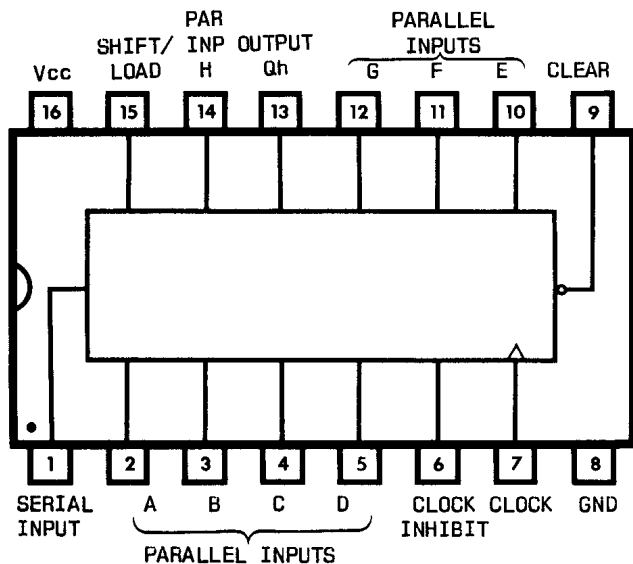 PAR
SHIFT/ INP OUTPUT PARALLEL INPUTS
Vcc LOAD H Qh G F E CLEAR
16 15 14 13 12 11 10 9
1 2 3 4 5 6 7 8
SERIAL INPUT A B C D CLOCK INHIBIT CLOCK GND
PARALLEL INPUTS